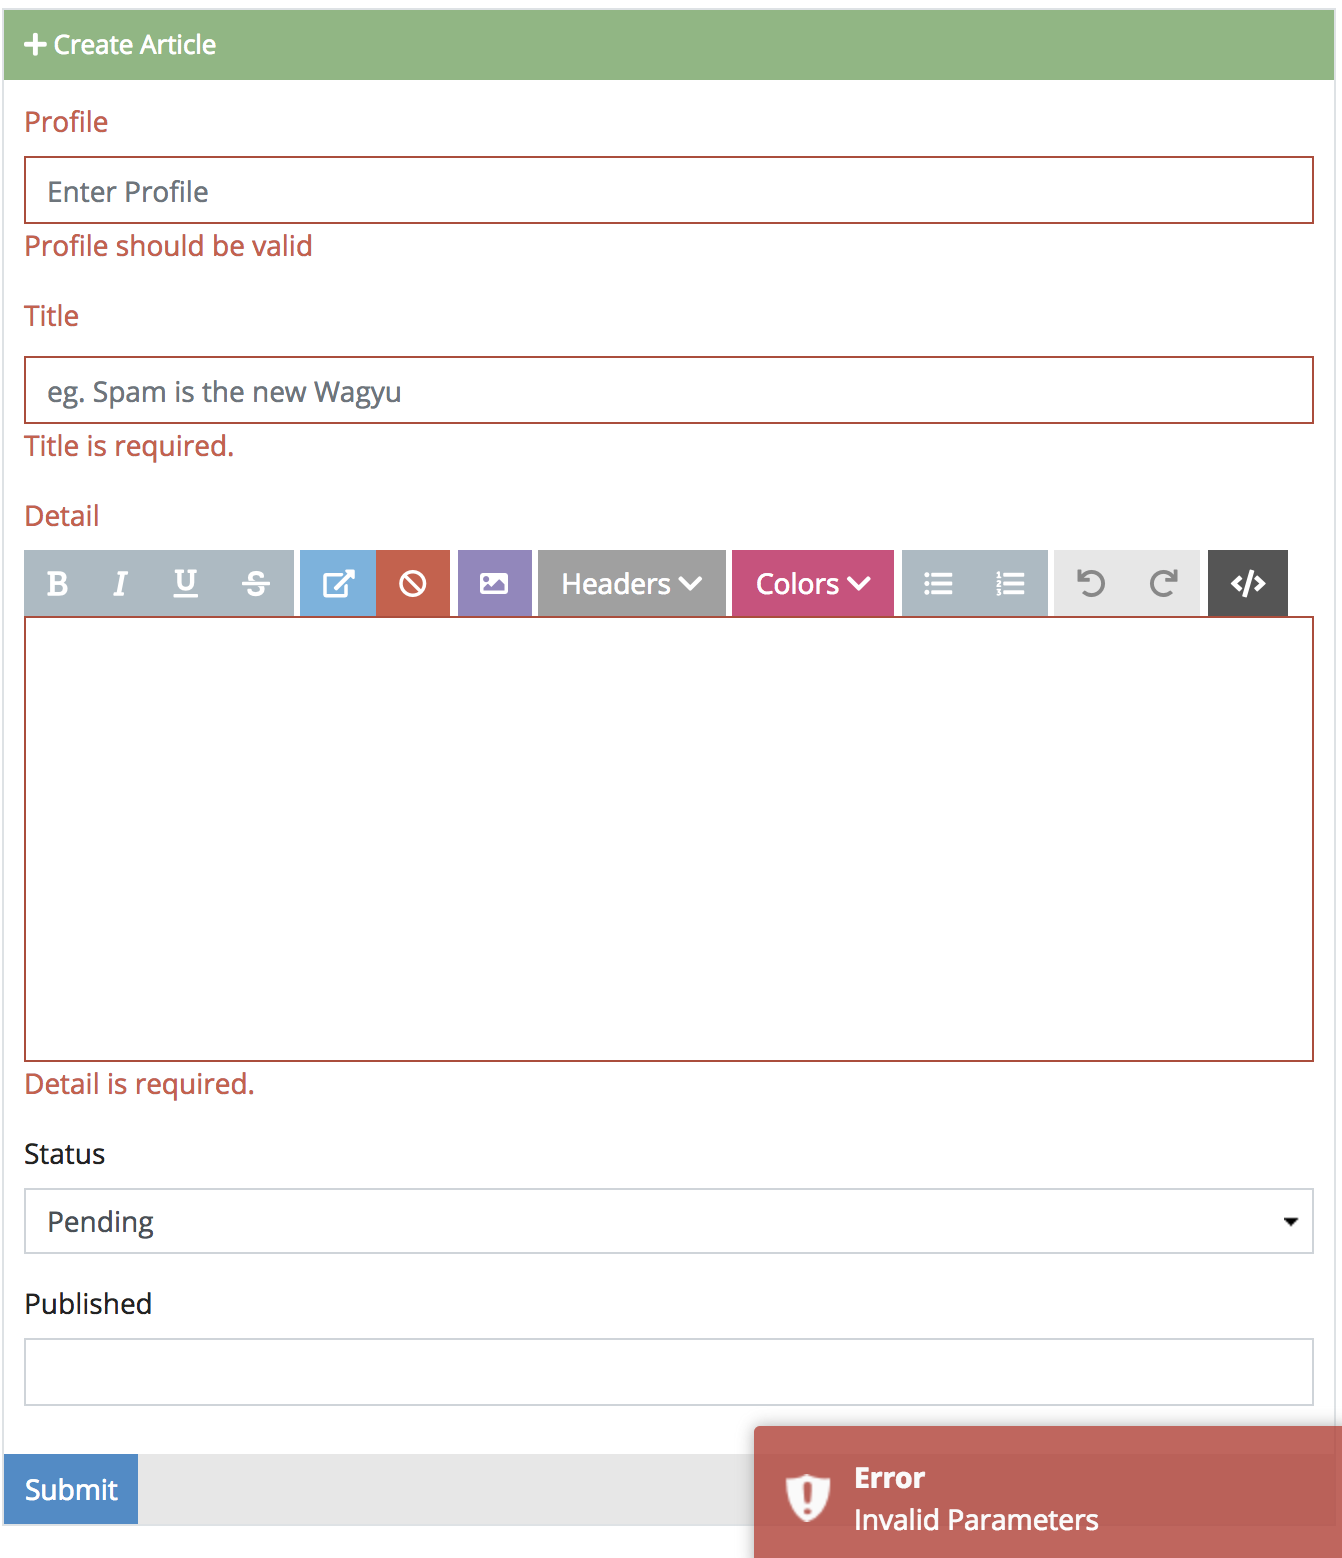 Create Article
Profile
Enter Profile
Profile should be valid
Title
eg. Spam is the new Wagyu
Title is required.
Detail
B I U S Headers Colors </>
Detail is required.
Status
Pending
Published
Submit
Error
Invalid Parameters